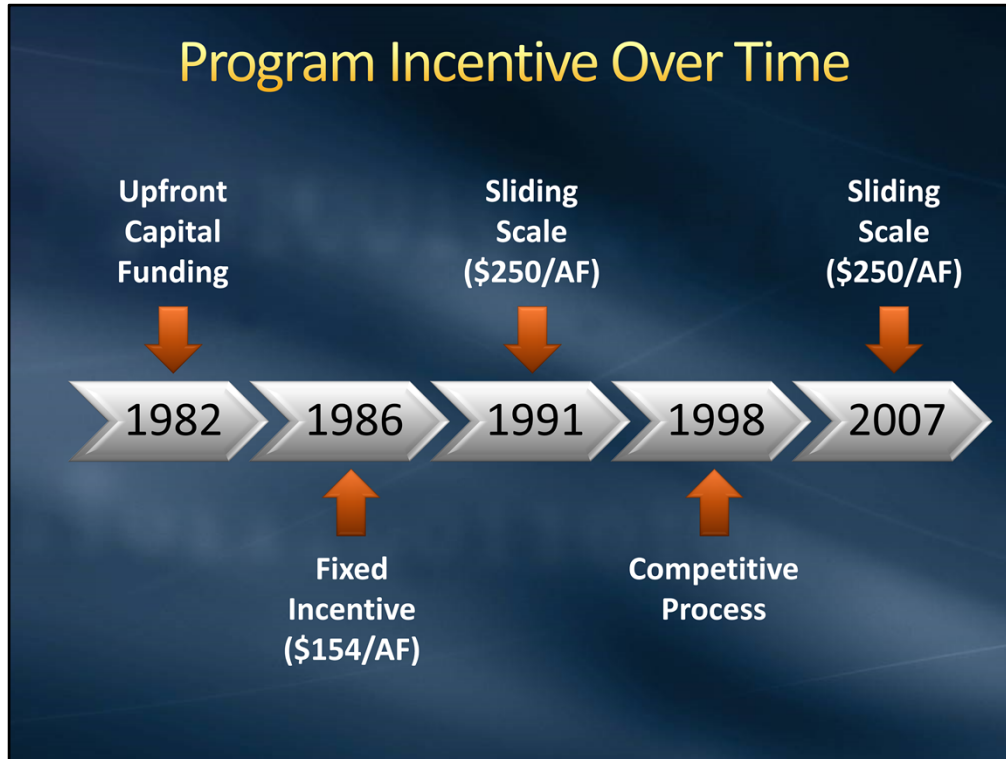 Program Incentive Over Time
Upfront
Capital
Funding
Sliding
Scale
($250/AF)
Sliding
Scale
($250/AF)
1982
1986
1991
1998
2007
Fixed
Incentive
($154/AF)
Competitive
Process